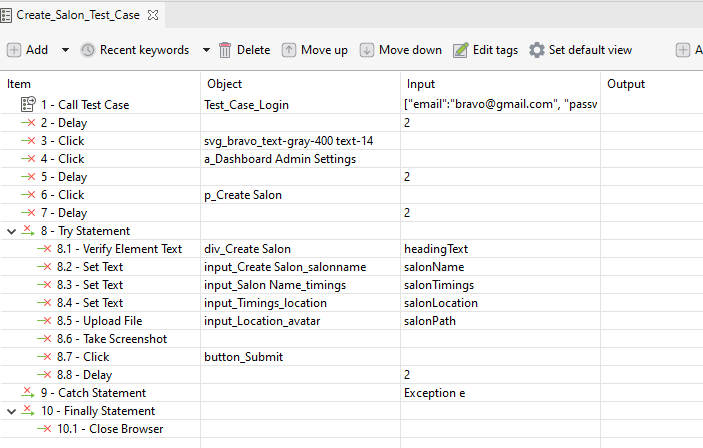 Create_Salon_Test_Case
Add Recent keywords Delete Move up Move down Edit tags Set default view A
Item Object Input Output
1 - Call Test Case Test_Case_Login ["email":"bravo@gmail.com", "passw
2 - Delay 2
3 - Click svg_bravo_text-gray-400 text-14
4 - Click a_Dashboard Admin Settings
5 - Delay 2
6 - Click p_Create Salon
7 - Delay 2
8 - Try Statement
8.1 - Verify Element Text div_Create Salon headingText
8.2 - Set Text input_Create Salon_salonname salonName
8.3 - Set Text input_Salon Name_timings salonTimings
8.4 - Set Text input_Timings_location salonLocation
8.5 - Upload File input_Location_avatar salonPath
8.6 - Take Screenshot
8.7 - Click button_Submit
8.8 - Delay 2
9 - Catch Statement Exception e
10 - Finally Statement
10.1 - Close Browser